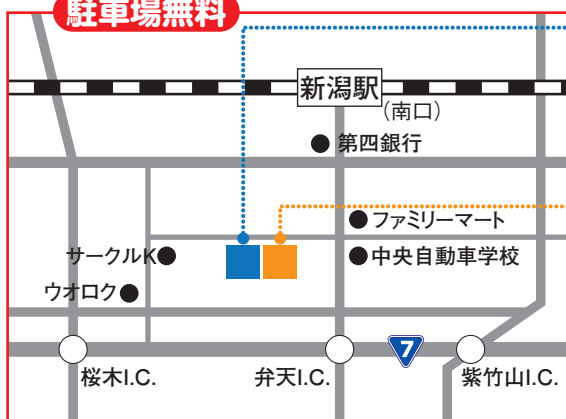 駐車場無料
新潟駅
(南口)
第四銀行
ファミリーマート
サークルK
中央自動車学校
ウオロク
7
桜木I.C.
弁天I.C.
紫竹山I.C.